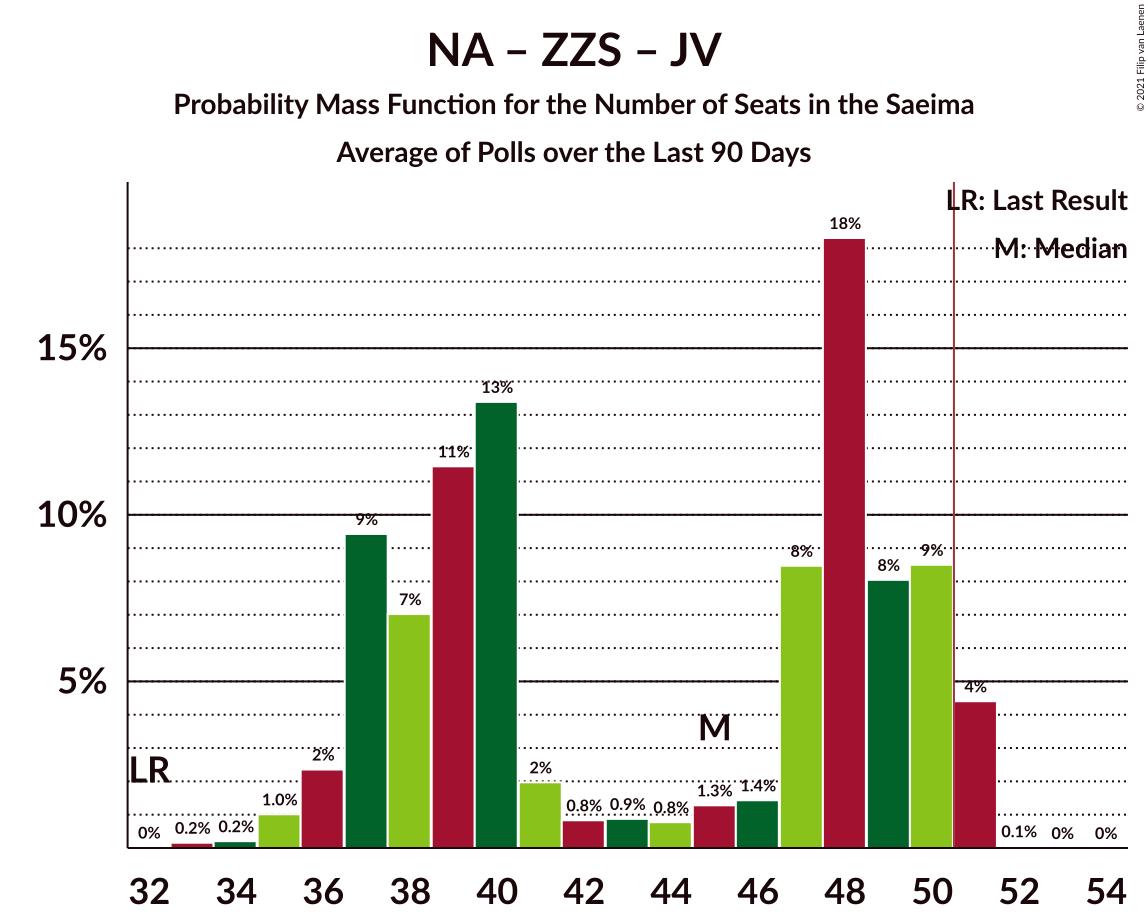 NA – ZZS – JV
Probability Mass Function for the Number of Seats in the Saeima
Average of Polls over the Last 90 Days
© 2021 Filip van Laenen
LR: Last Result
M: Median
15%
10%
5%
0%
0.2%
0.2%
1.0%
2%
9%
7%
11%
13%
2%
0.8%
0.9%
0.8%
1.3%
1.4%
8%
18%
8%
9%
4%
0.1%
0%
0%
LR
M
32 34 36 38 40 42 44 46 48 50 52 54